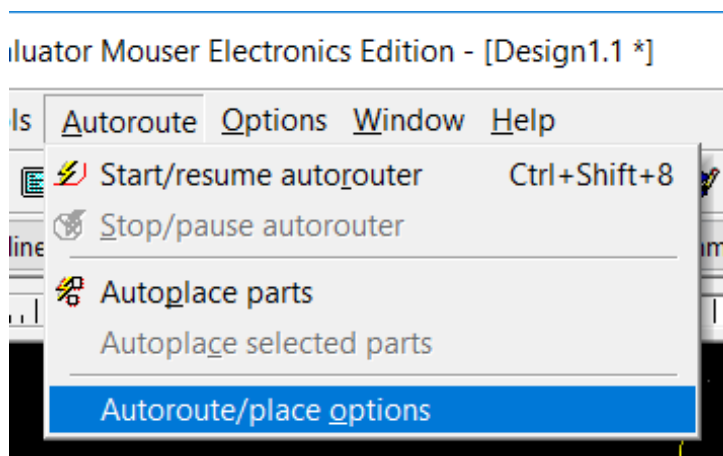 aluator Mouser Electronics Edition - [Design1.1 *]
ls Autoroute Options Window Help
Start/resume autorouter Ctrl+Shift+8
Stop/pause autorouter
line
Autoplace parts
Autoplace selected parts
Autoroute/place options